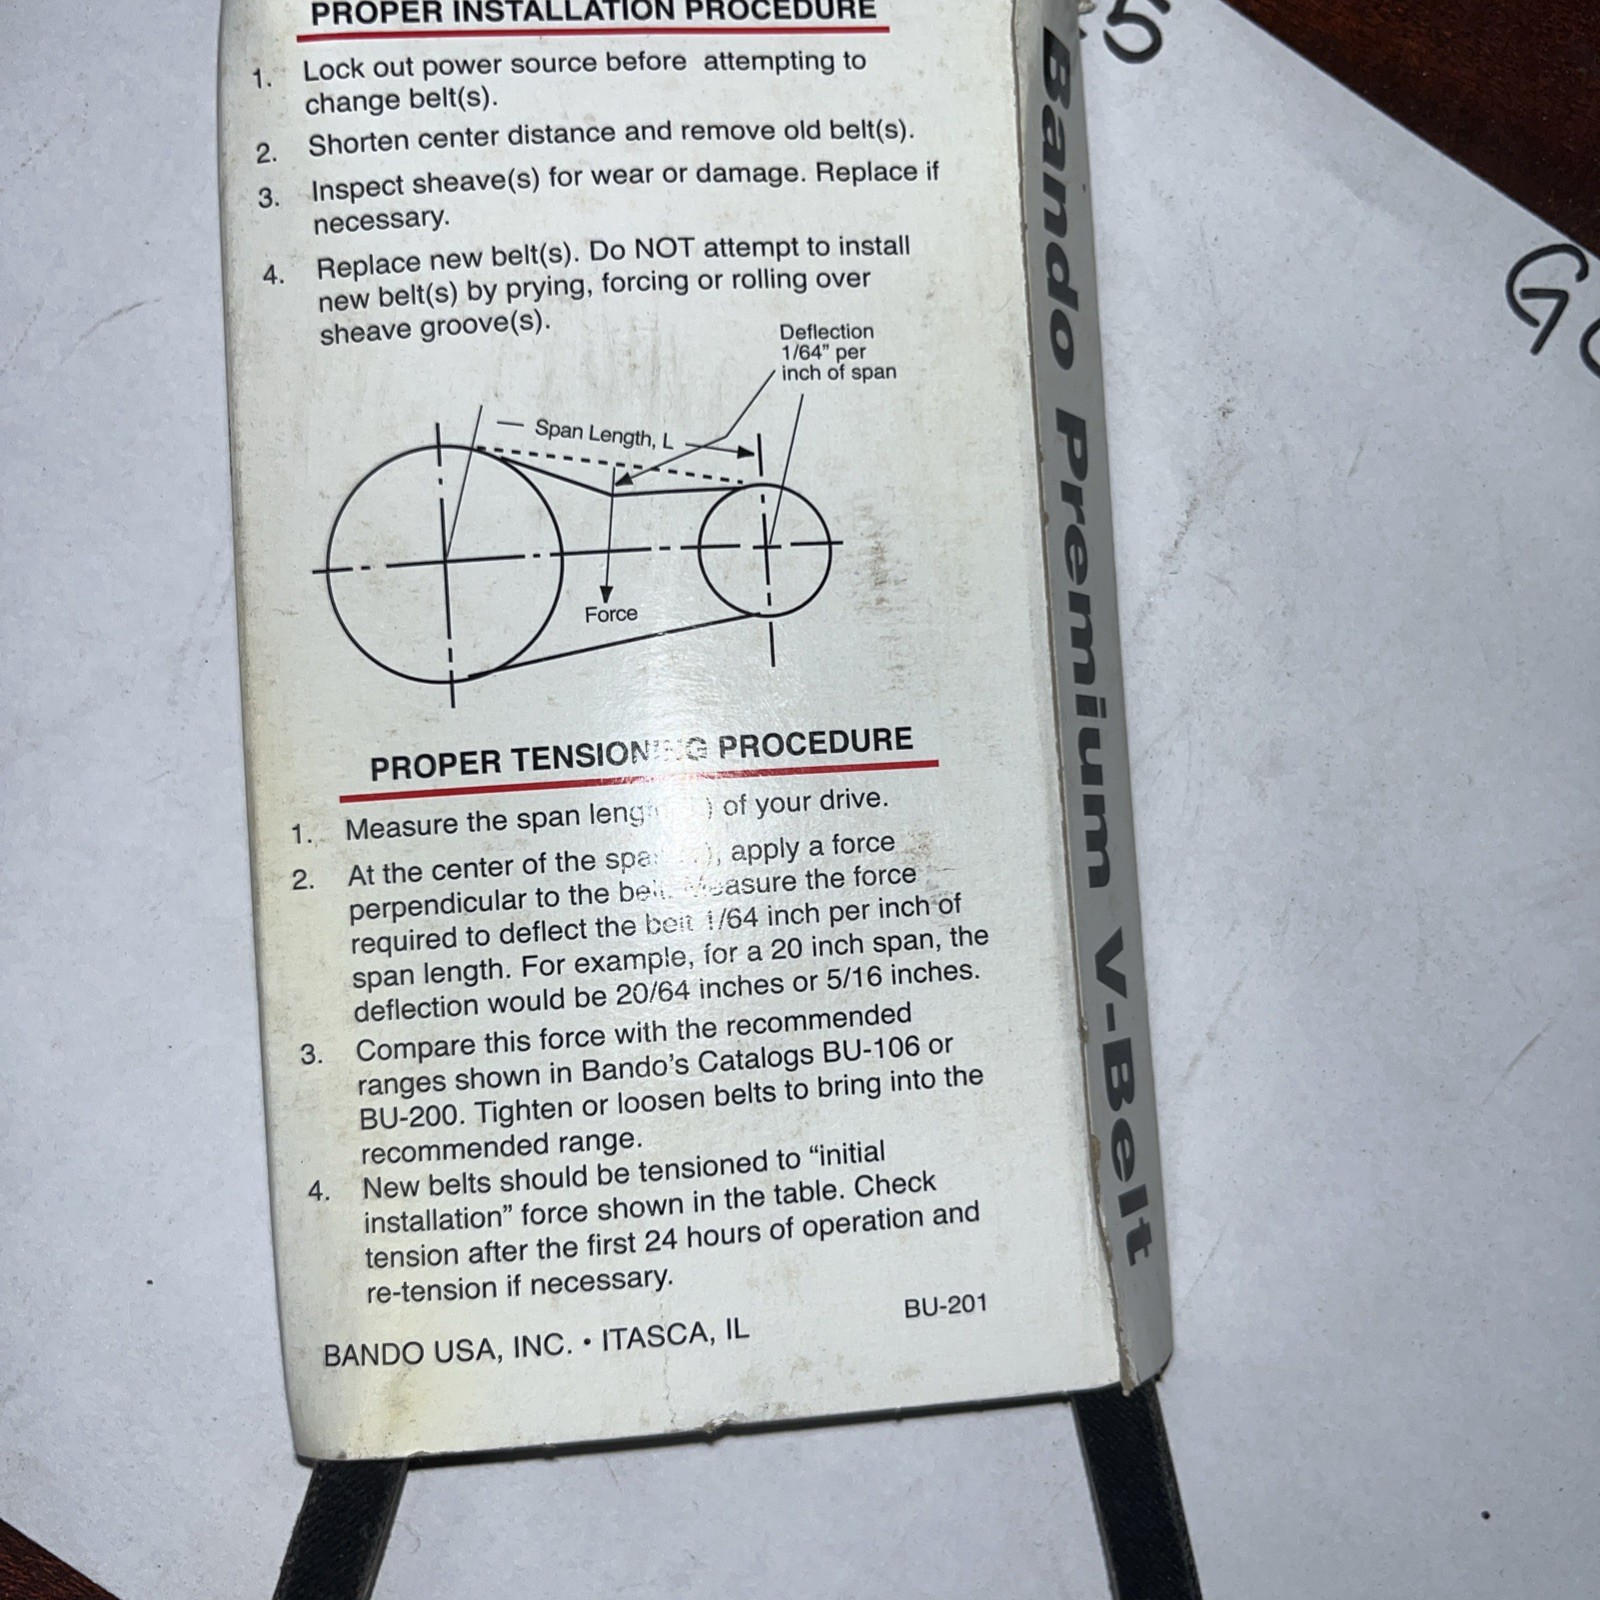 PROPER INSTALLATION PROCEDURE
1. Lock out power source before attempting to
change belt(s).
2. Shorten center distance and remove old belt(s).
3. Inspect sheave(s) for wear or damage. Replace if
necessary.
4. Replace new belt(s). Do NOT attempt to install
new belt(s) by prying, forcing or rolling over
sheave groove(s).
Deflection
1/64” per
inch of span
Span Length, L
Force
PROPER TENSIONING PROCEDURE
1. Measure the span of your drive.
2. At the center of the apply a force
perpendicular to the belt. Measure the force
required to deflect the belt 1/64 inch per inch of
span length. For example, for a 20 inch span, the
deflection would be 20/64 inches or 5/16 inches.
3. Compare this force with the recommended
ranges shown in Bando’s Catalogs BU-106 or
BU-200. Tighten or loosen belts to bring into the
recommended range.
4. New belts should be tensioned to “initial
installation” force shown in the table. Check
tension after the first 24 hours of operation and
re-tension if necessary.
BU-201
BANDO USA, INC. • ITASCA, IL
Bando Premium V-Belt
5
G